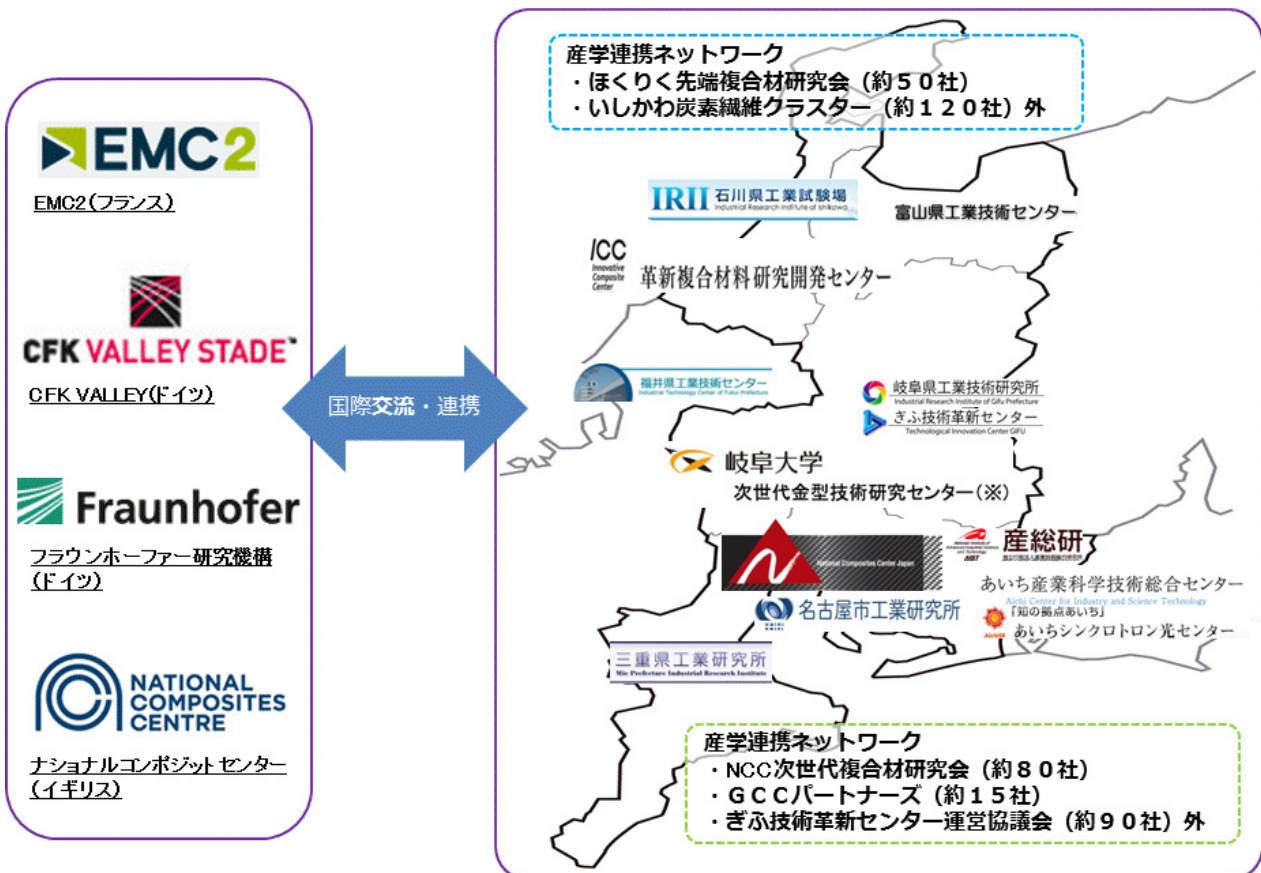 EMC2
EMC2(フランス)
CFK VALLEY STADE™
CFK VALLEY(ドイツ)
Fraunhofer
フラウンホーファー研究機構
(ドイツ)
NATIONAL
COMPOSITES
CENTRE
ナショナルコンポジットセンター
(イギリス)
国際交流・連携
産学連携ネットワーク
・ほくりく先端複合材研究会（約５０社）
・いしかわ炭素繊維クラスター（約１２０社）外
IRII 石川県工業試験場
Industrial Research Institute of Ishikawa
富山県工業技術センター
ICC
Innovative
Composite
Center
革新複合材料研究開発センター
福井県工業技術センター
Industrial Technology Center of Fukui Prefecture
岐阜県工業技術研究所
Industrial Research Institute of Gifu Prefecture
ぎふ技術革新センター
Technological Innovation Center GIFU
岐阜大学
次世代金型技術研究センター(※)
N
National Composites Center Japan
National Institute of
Advanced Industrial Science
and Technology
AIST
産総研
あいち産業科学技術総合センター
Aichi Center for Industry and Science Technology
「知の拠点あいち」
AichiSR
あいちシンクロトロン光センター
名古屋市工業研究所
三重県工業研究所
Mie Prefecture Industrial Research Institute
産学連携ネットワーク
・NCC次世代複合材研究会（約８０社）
・ＧＣＣパートナーズ（約１５社）
・ぎふ技術革新センター運営協議会（約９０社）外